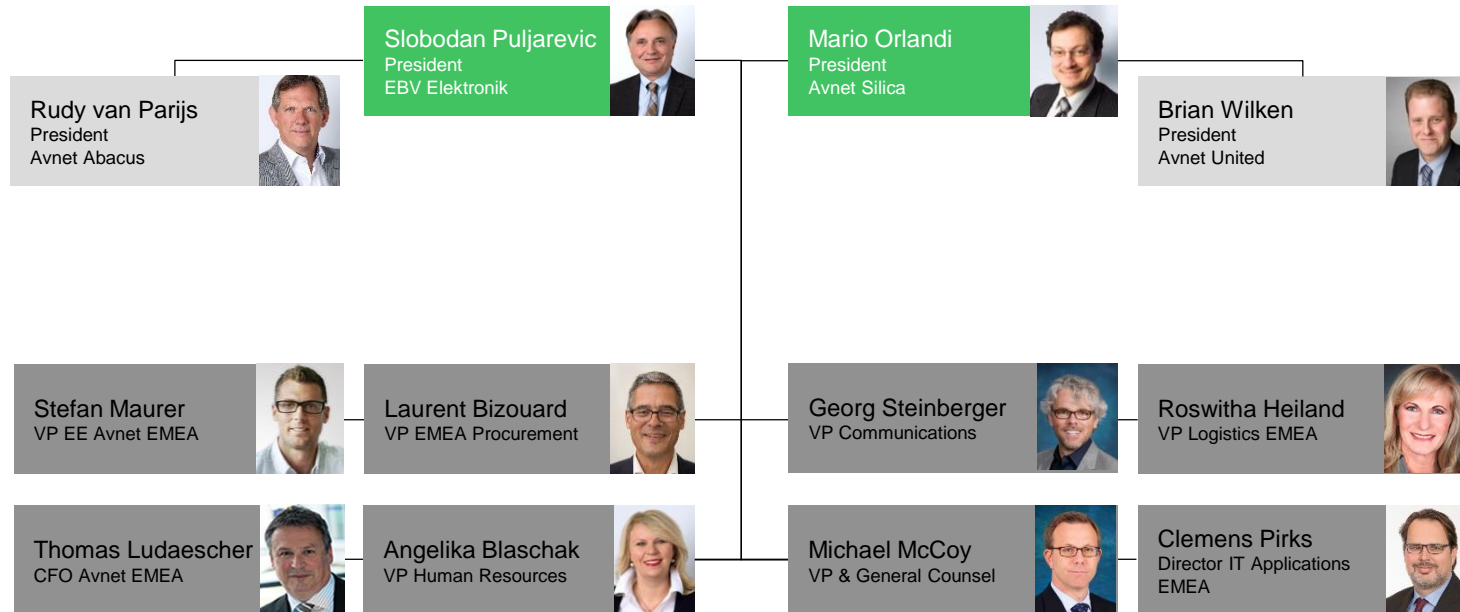 Slobodan Puljarevic
President
EBV Elektronik
Mario Orlandi
President
Avnet Silica
Rudy van Parijs
President
Avnet Abacus
Brian Wilken
President
Avnet United
Stefan Maurer
VP EE Avnet EMEA
Laurent Bizouard
VP EMEA Procurement
Georg Steinberger
VP Communications
Roswitha Heiland
VP Logistics EMEA
Thomas Ludaescher
CFO Avnet EMEA
Angelika Blaschak
VP Human Resources
Michael McCoy
VP & General Counsel
Clemens Pirks
Director IT Applications
EMEA